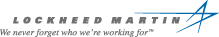 LOCKHEED MARTIN
We never forget who we're working for™